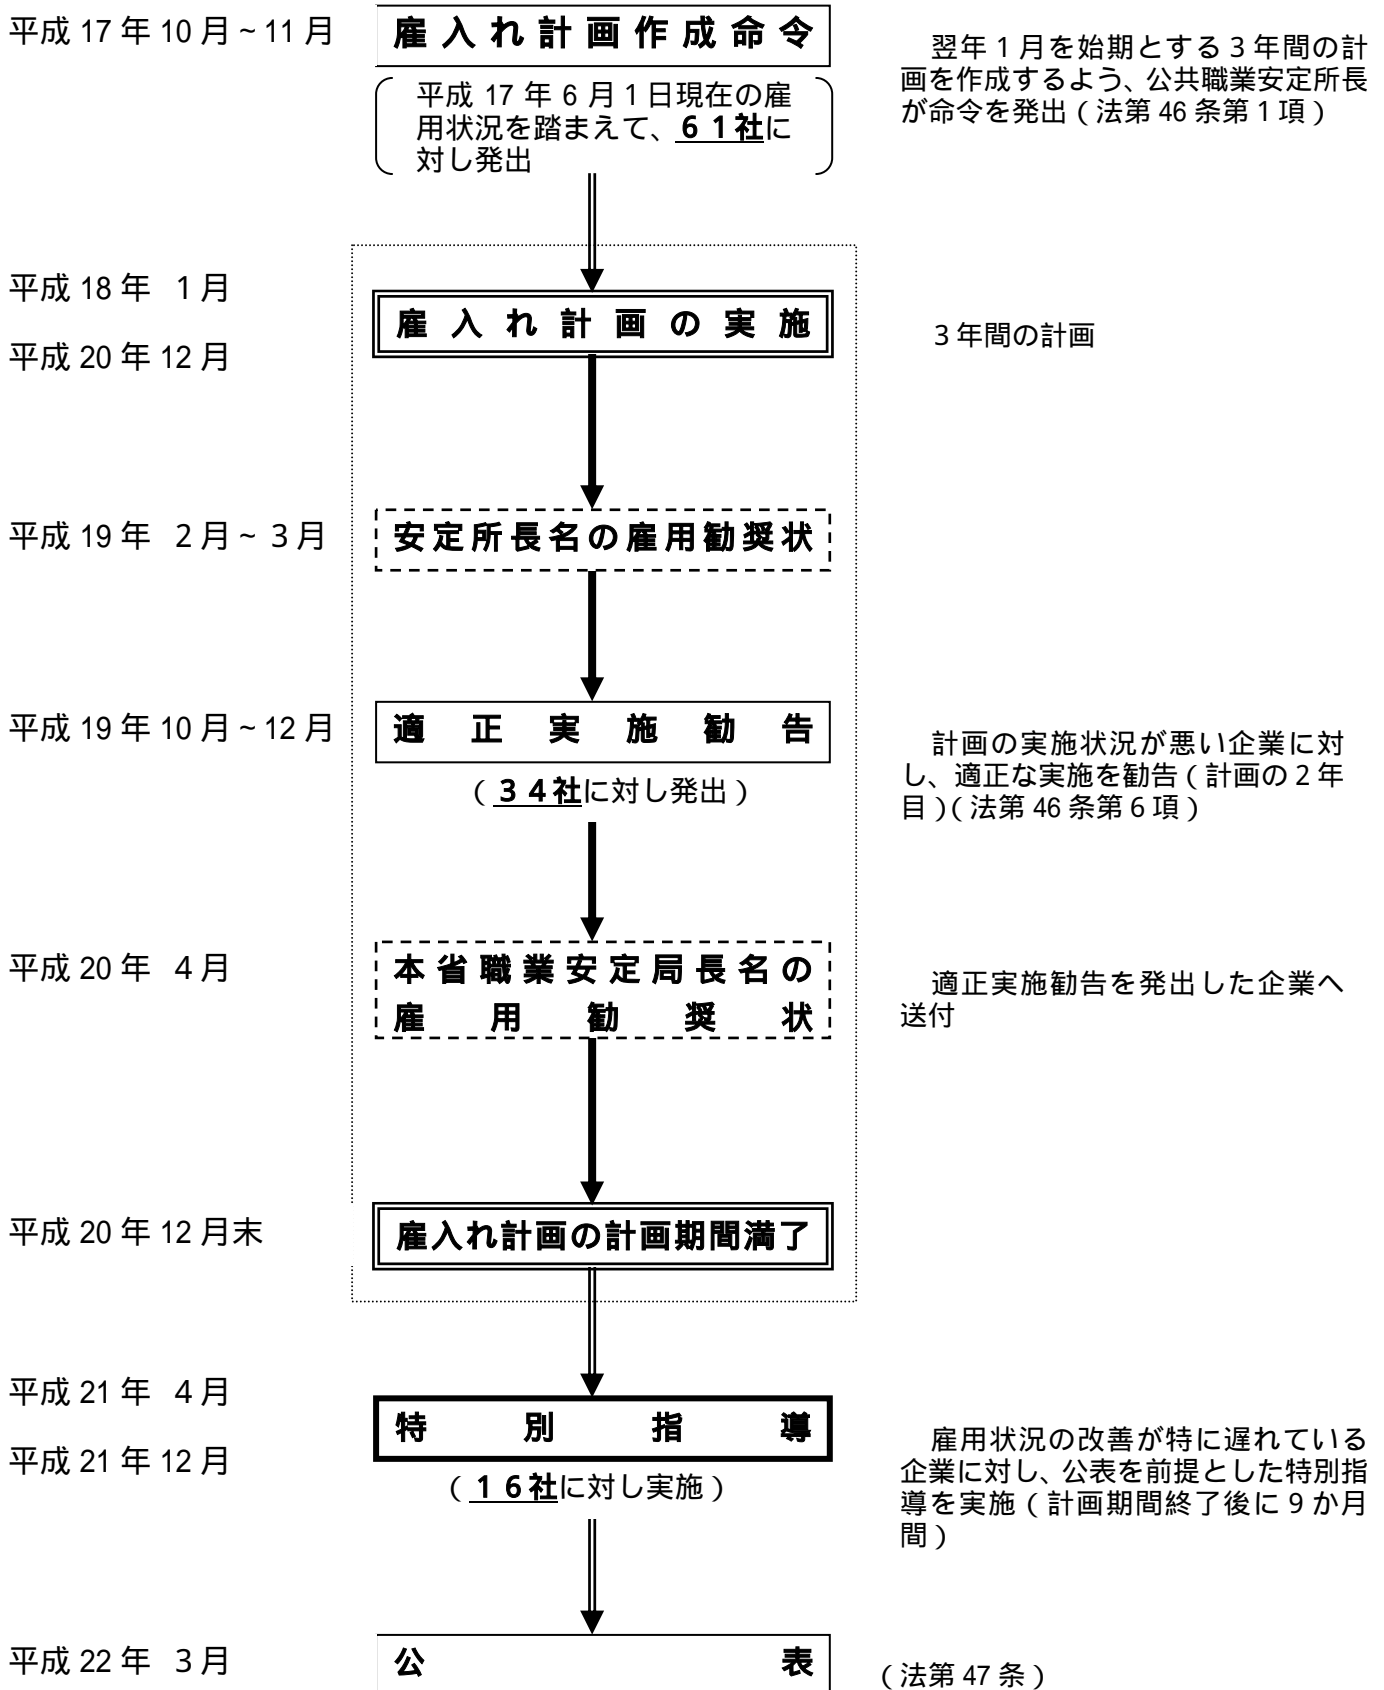 平成 17 年 10 月 ~ 11 月
雇入れ計画作成命令
翌年1月を始期とする3年間の計
画を作成するよう、公共職業安定所長
が命令を発出（法第 46 条第1項）
平成 17 年 6 月1日現在の雇
用状況を踏まえて、６１社に
対し発出
平成 18 年 1 月
平成 20 年 12 月
雇入れ計画の実施
3年間の計画
平成 19 年 2 月 ~ 3 月
安定所長名の雇用勧奨状
平成 19 年 10 月 ~ 12 月
適正実施勧告
（３４社に対し発出）
計画の実施状況が悪い企業に対
し、適正な実施を勧告（計画の2年
目）（法第 46 条第6項）
平成 20 年 4 月
本省職業安定局長名の
雇用勧奨状
適正実施勧告を発出した企業へ
送付
平成 20 年 12 月末
雇入れ計画の計画期間満了
平成 21 年 4 月
平成 21 年 12 月
特別指導
（１６社に対し実施）
雇用状況の改善が特に遅れている
企業に対し、公表を前提とした特別指
導を実施（計画期間終了後に9か月
間）
平成 22 年 3 月
公表
（法第 47 条）